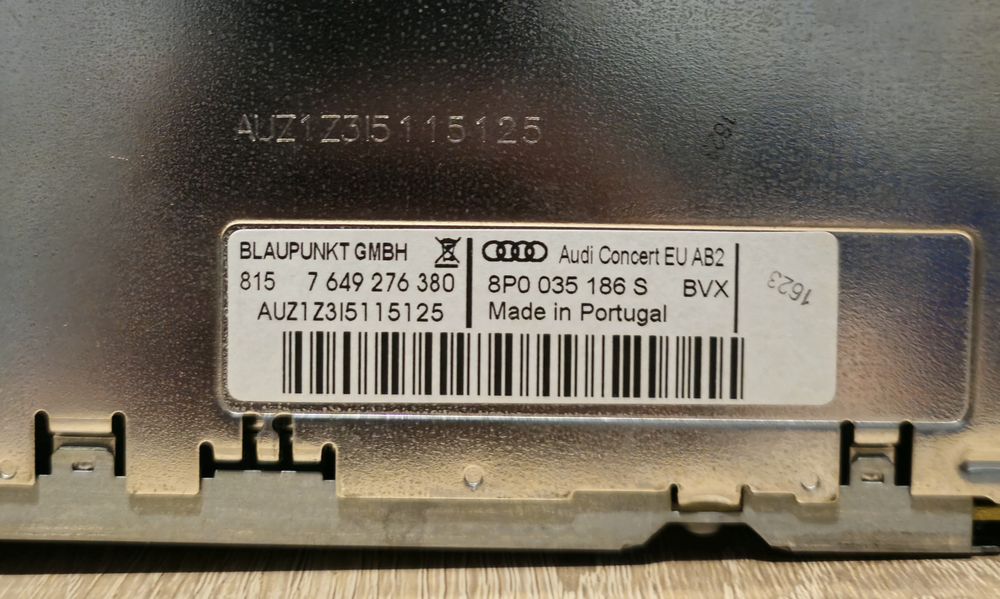 AUZ1Z3I5115125
BLAUPUNKT GMBH
815 7 649 276 380
AUZ1Z3I5115125
Audi Concert EU AB2
8P0 035 186 S BVX
Made in Portugal
1623